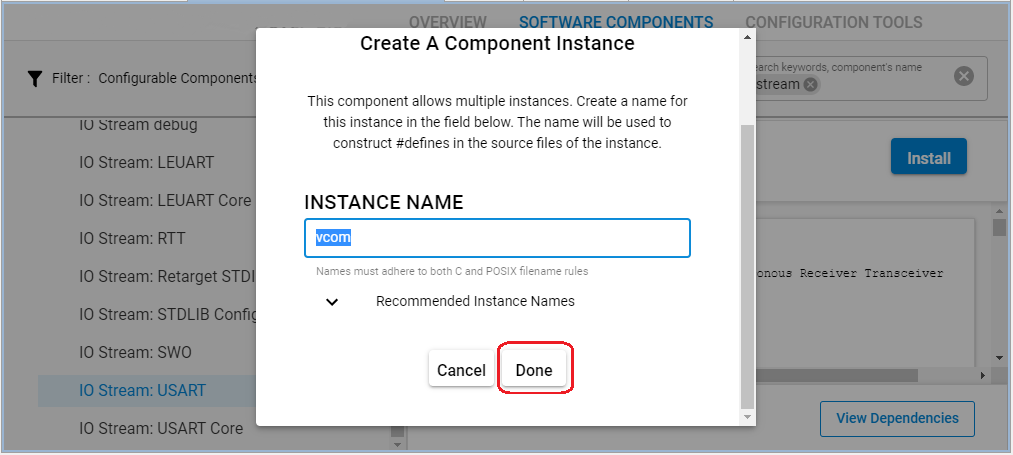 OVERVIEW SOFTWARE COMPONENTS CONFIGURATION TOOLS
Create A Component Instance
Filter : Configurable Components
earch keywords, component's name
stream
This component allows multiple instances. Create a name for
this instance in the field below. The name will be used to
construct #defines in the source files of the instance.
IO Stream debug
IO Stream: LEUART
Install
IO Stream: LEUART Core
INSTANCE NAME
IO Stream: RTT
vcom
IO Stream: Retarget STDI
Names must adhere to both C and POSIX filename rules
onous Receiver Transceiver
Recommended Instance Names
IO Stream: STDLIB Config
IO Stream: SWO
Cancel Done
IO Stream: USART
View Dependencies
IO Stream: USART Core